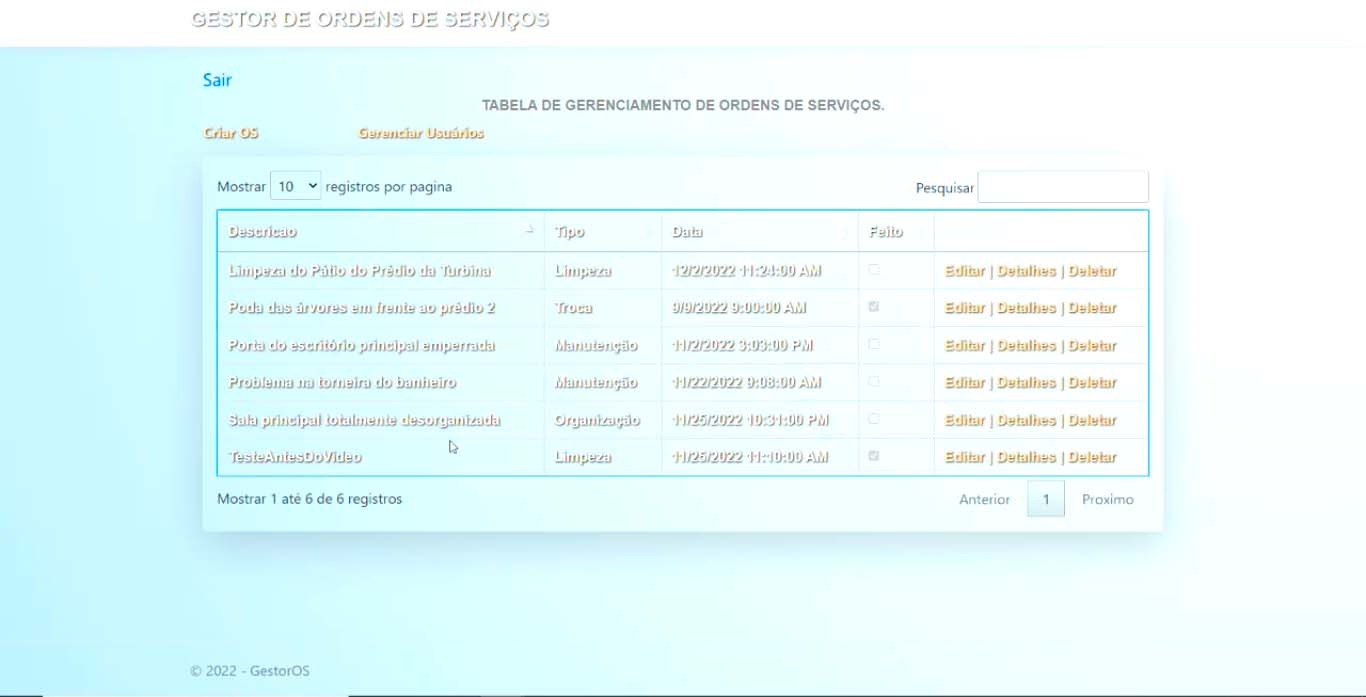 GESTOR DE ORDENS DE SERVIÇOS
Sair
TABELA DE GERENCIAMENTO DE ORDENS DE SERVIÇOS.
Criar OS Gerenciar Usuários
Mostrar 10 registros por pagina Pesquisar
Descricao Tipo Data Feito
Limpeza do Pátio do Prédio da Turbina Limpeza 12/2/2022 11:24:00 AM Editar | Detalhes | Deletar
Poda das árvores em frente ao prédio 2 Troca 9/9/2022 9:00:00 AM Editar | Detalhes | Deletar
Porta do escritório principal emperrada Manutenção 11/2/2022 3:03:00 PM Editar | Detalhes | Deletar
Problema na torneira do banheiro Manutenção 11/22/2022 9:08:00 AM Editar | Detalhes | Deletar
Sala principal totalmente desorganizada Organização 11/25/2022 10:31:00 PM Editar | Detalhes | Deletar
TesteAntesDoVideo Limpeza 11/25/2022 11:10:00 AM Editar | Detalhes | Deletar
Mostrar 1 até 6 de 6 registros Anterior 1 Proximo
© 2022 - GestorOS